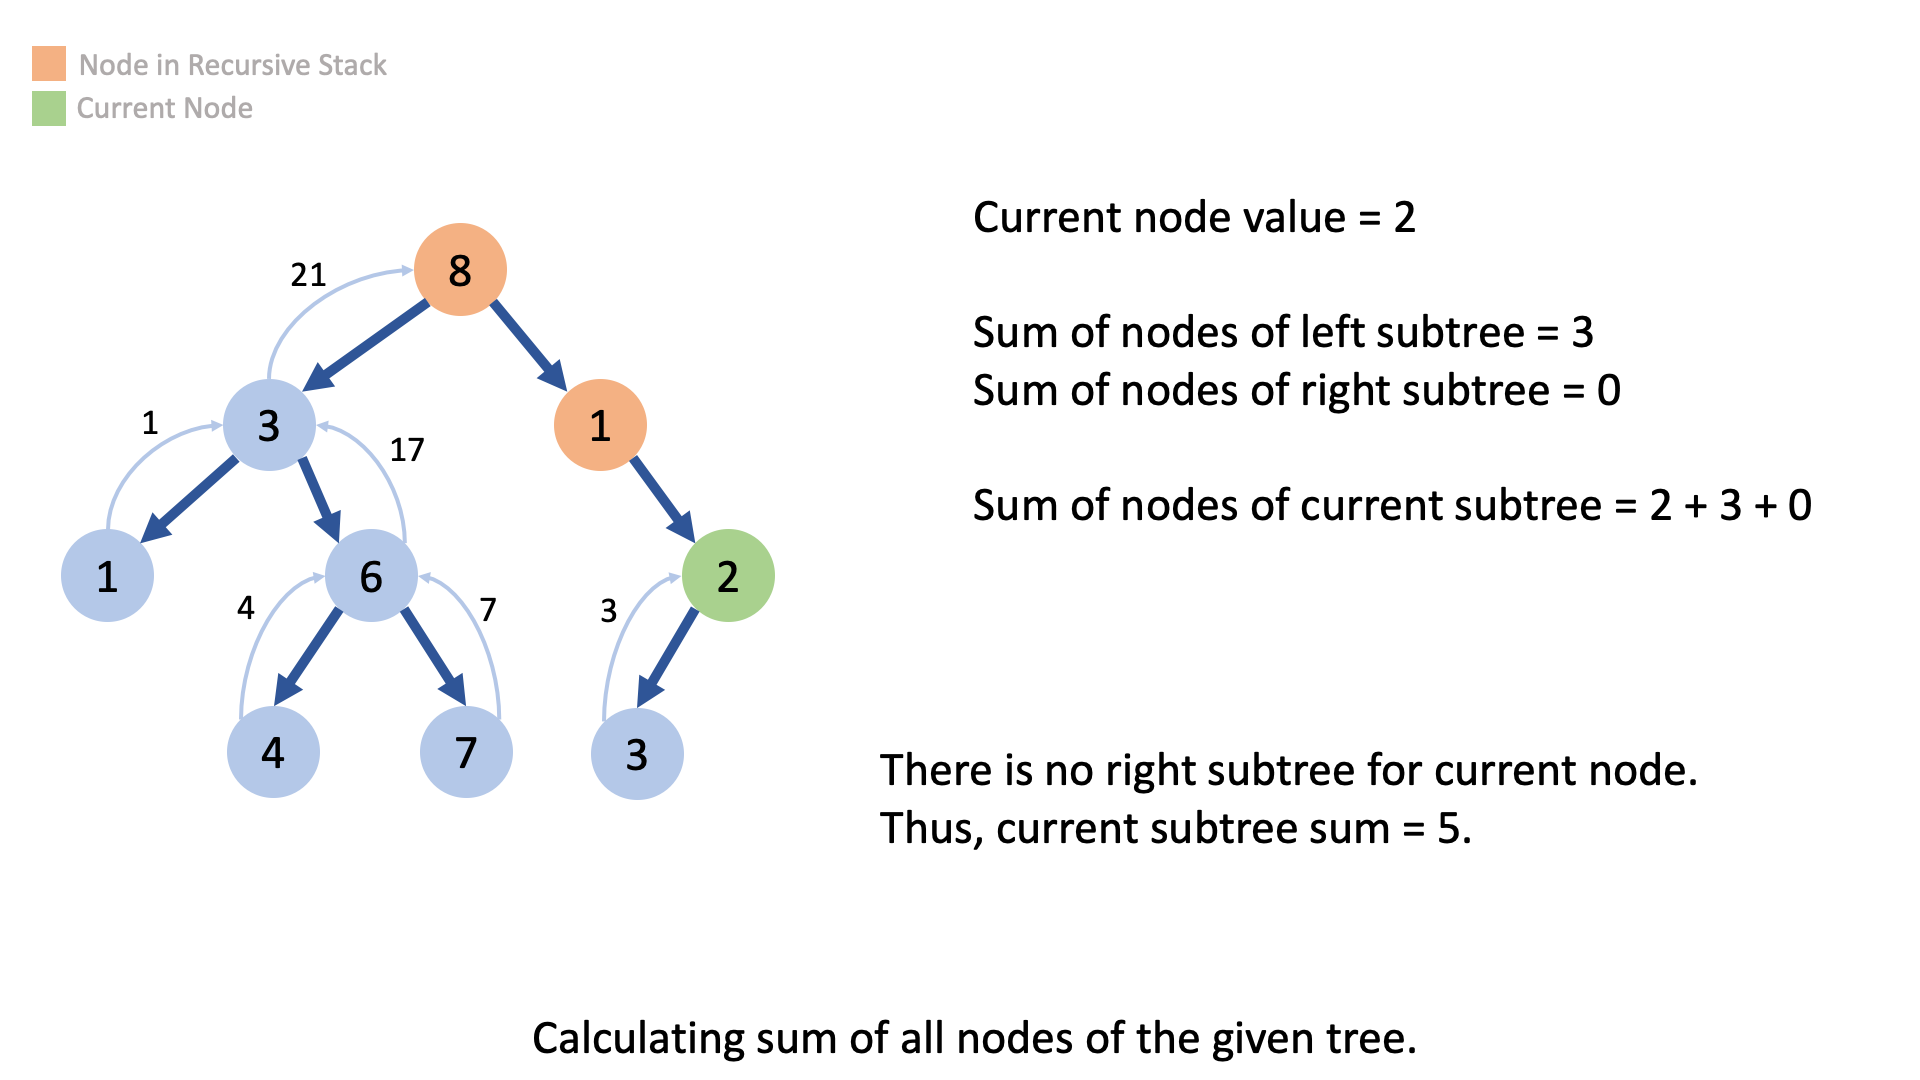 Node in Recursive Stack
Current Node
Current node value = 2
8
21
Sum of nodes of left subtree = 3
Sum of nodes of right subtree = 0
1
3
17
1
Sum of nodes of current subtree = 2 + 3 + 0
1
6
2
4
7
3
4
7
3
There is no right subtree for current node.
Thus, current subtree sum = 5.
Calculating sum of all nodes of the given tree.